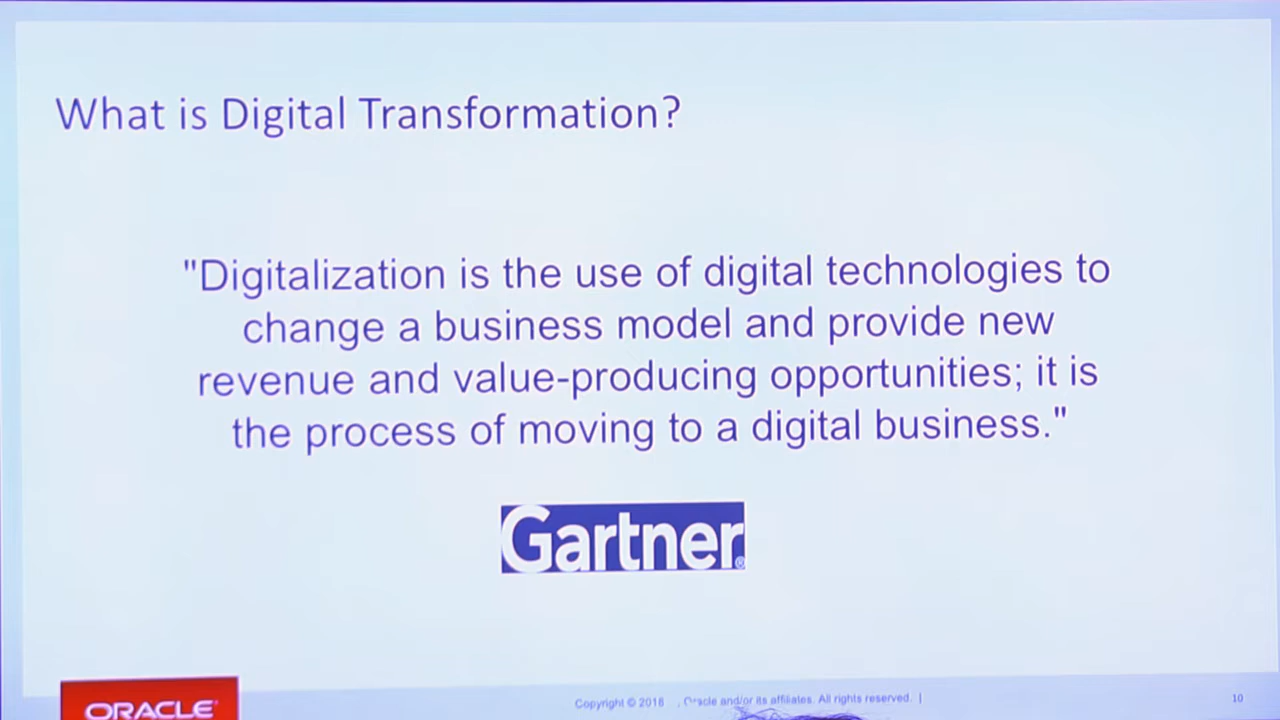 What is Digital Transformation?
"Digitalization is the use of digital technologies to
change a business model and provide new
revenue and value-producing opportunities; it is
the process of moving to a digital business."
Gartner®
ORACLE®
Copyright © 2016 , Oracle and/or its affiliates. All rights reserved. |
10